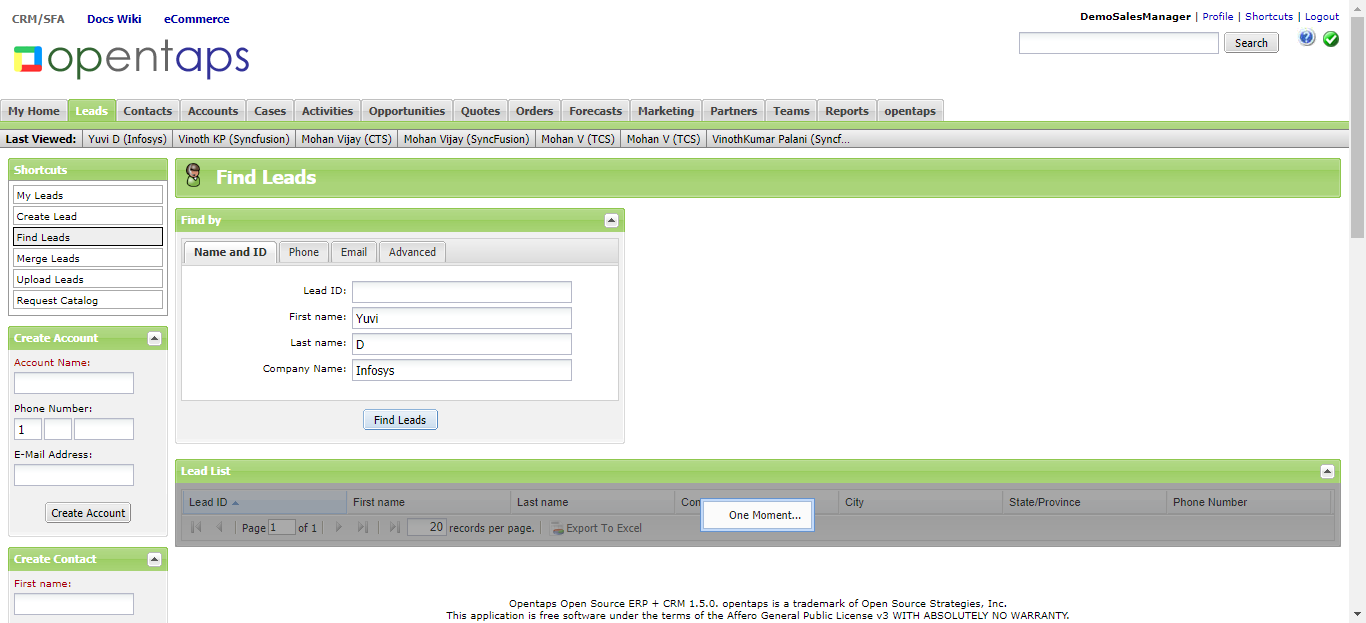 CRM/SFA Docs Wiki eCommerce
DemoSalesManager | Profile | Shortcuts | Logout
opentaps
Search
My Home Leads Contacts Accounts Cases Activities Opportunities Quotes Orders Forecasts Marketing Partners Teams Reports opentaps
Last Viewed: Yuvi D (Infosys) Vinoth KP (Syncfusion) Mohan Vijay (CTS) Mohan Vijay (SyncFusion) Mohan V (TCS) Mohan V (TCS) VinothKumar Palani (Syncf...
Shortcuts
My Leads
Create Lead
Find Leads
Merge Leads
Upload Leads
Request Catalog
Create Account
Account Name:
Phone Number:
1
E-Mail Address:
Create Account
Create Contact
First name:
Find Leads
Find by
Name and ID Phone Email Advanced
Lead ID:
First name: Yuvi
Last name: D
Company Name: Infosys
Find Leads
Lead List
Lead ID First name Last name City State/Province Phone Number
One Moment...
Page 1 of 1 20 records per page. Export To Excel
Opentaps Open Source ERP + CRM 1.5.0. opentaps is a trademark of Open Source Strategies, Inc.
This application is free software under the terms of the Affero General Public License v3 WITH ABSOLUTELY NO WARRANTY.